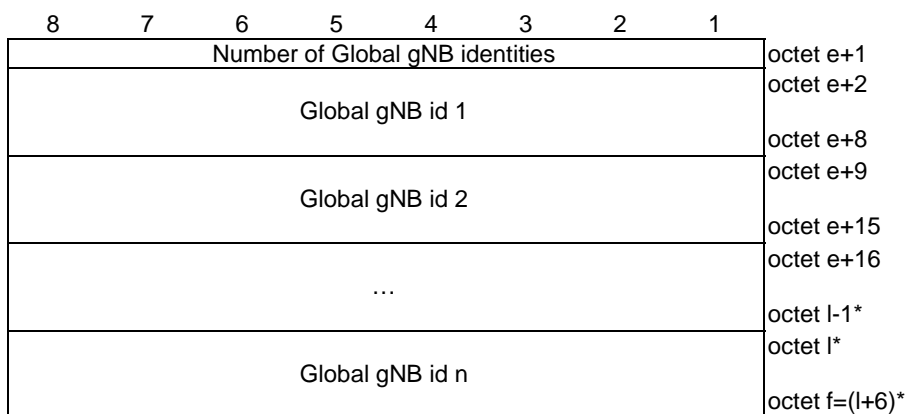 8 7 6 5 4 3 2 1
Number of Global gNB identities octet e+1
octet e+2
Global gNB id 1
octet e+8
octet e+9
Global gNB id 2
octet e+15
octet e+16
…
octet l-1*
octet l*
Global gNB id n
octet f=(l+6)*